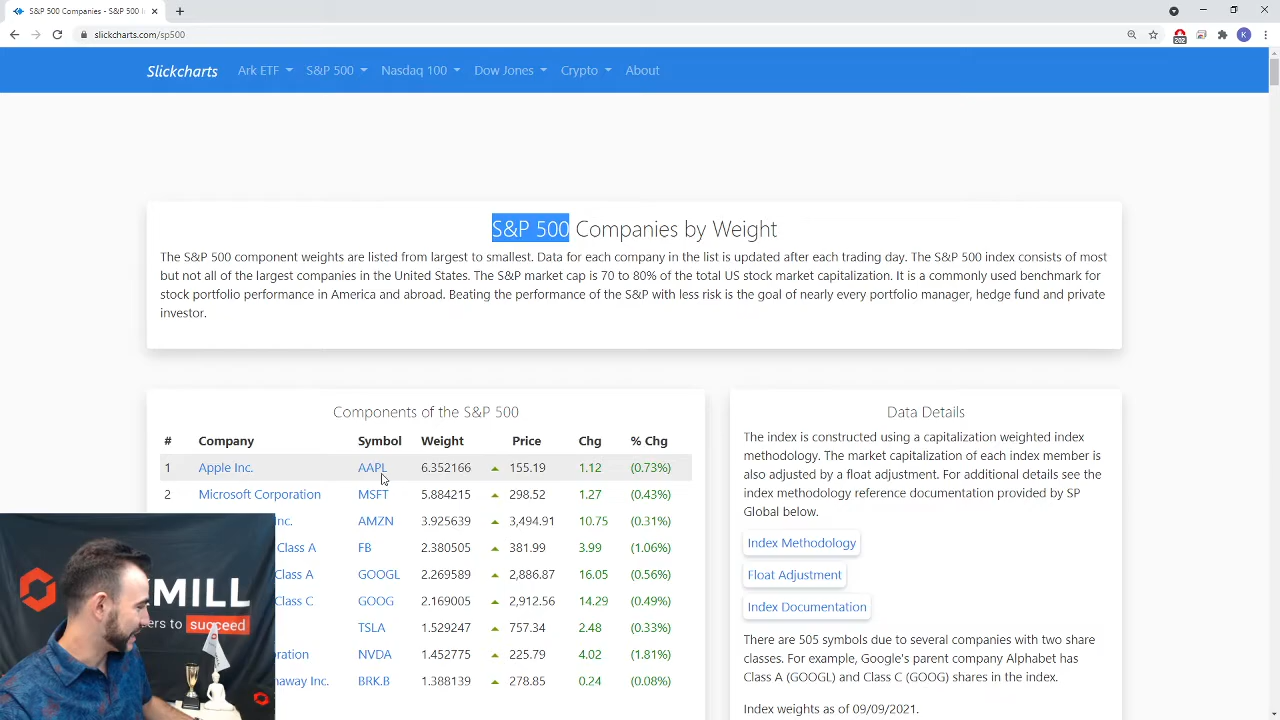 S&P 500 Companies - S&P 500 In
slickcharts.com/sp500
202
K
Slickcharts Ark ETF S&P 500 Nasdaq 100 Dow Jones Crypto About
S&P 500 Companies by Weight
The S&P 500 component weights are listed from largest to smallest. Data for each company in the list is updated after each trading day. The S&P 500 index consists of most
but not all of the largest companies in the United States. The S&P market cap is 70 to 80% of the total US stock market capitalization. It is a commonly used benchmark for
stock portfolio performance in America and abroad. Beating the performance of the S&P with less risk is the goal of nearly every portfolio manager, hedge fund and private
investor.
Components of the S&P 500
# Company Symbol Weight Price Chg % Chg
1 Apple Inc. AAPL 6.352166 155.19 1.12 (0.73%)
2 Microsoft Corporation MSFT 5.884215 298.52 1.27 (0.43%)
nc. AMZN 3.925639 3,494.91 10.75 (0.31%)
Class A FB 2.380505 381.99 3.99 (1.06%)
Class A GOOGL 2.269589 2,886.87 16.05 (0.56%)
Class C GOOG 2.169005 2,912.56 14.29 (0.49%)
TSLA 1.529247 757.34 2.48 (0.33%)
ration NVDA 1.452775 225.79 4.02 (1.81%)
haway Inc. BRK.B 1.388139 278.85 0.24 (0.08%)
MILL
ers to succeed
Data Details
The index is constructed using a capitalization weighted index
methodology. The market capitalization of each index member is
also adjusted by a float adjustment. For additional details see the
index methodology reference documentation provided by SP
Global below.
Index Methodology
Float Adjustment
Index Documentation
There are 505 symbols due to several companies with two share
classes. For example, Google's parent company Alphabet has
Class A (GOOGL) and Class C (GOOG) shares in the index.
Index weights as of 09/09/2021.